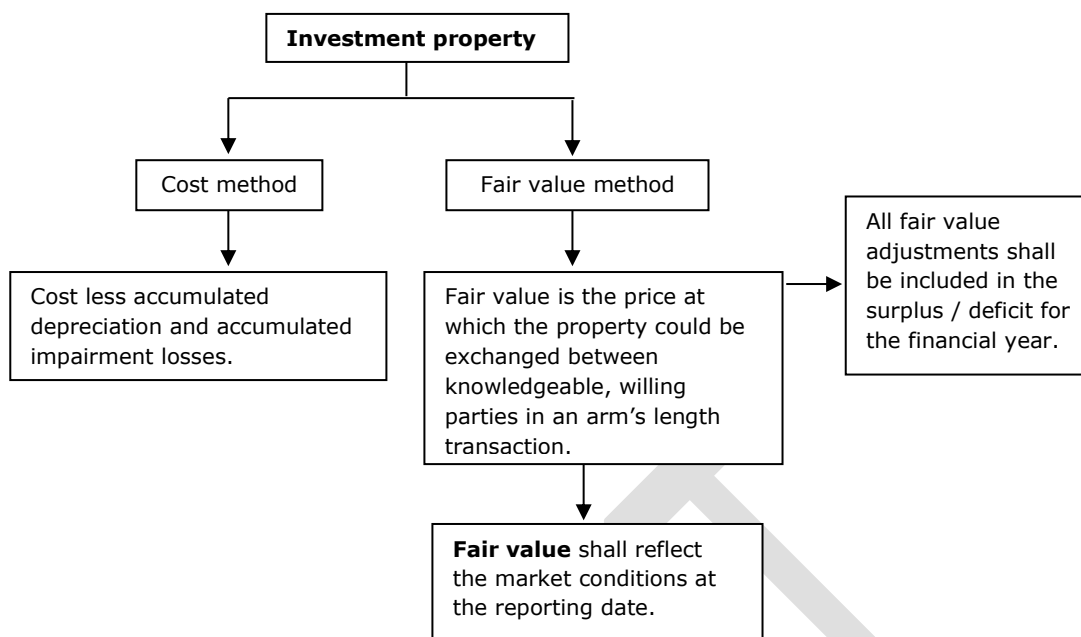 Investment property
Cost method
Fair value method
Cost less accumulated
depreciation and accumulated
impairment losses.
Fair value is the price at
which the property could be
exchanged between
knowledgeable, willing
parties in an arm’s length
transaction.
All fair value
adjustments shall
be included in the
surplus / deficit for
the financial year.
Fair value shall reflect
the market conditions at
the reporting date.